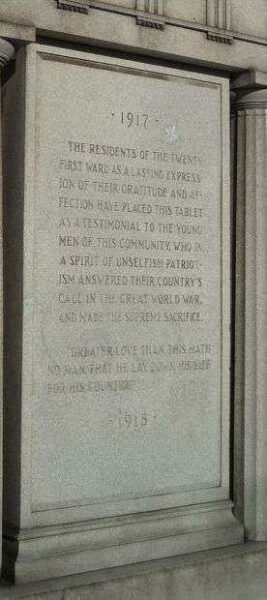 · 1917 ·
THE RESIDENTS OF THE TWENTY-
FIRST WARD AS A LASTING EXPRESS-
ION OF THEIR GRATITUDE AND AF-
FECTION HAVE PLACED THIS TABLET
AS A TESTIMONIAL TO THE YOUNG
MEN OF THIS COMMUNITY, WHO IN
A SPIRIT OF UNSELFISH PATRIOT-
ISM ANSWERED THEIR COUNTRY'S
CALL IN THE GREAT WORLD WAR,
AND MADE THE SUPREME SACRIFICE.
"GREATER LOVE THAN THIS HATH
NO MAN, THAT HE LAY DOWN HIS LIFE
FOR HIS COUNTRY."
· 1918 ·